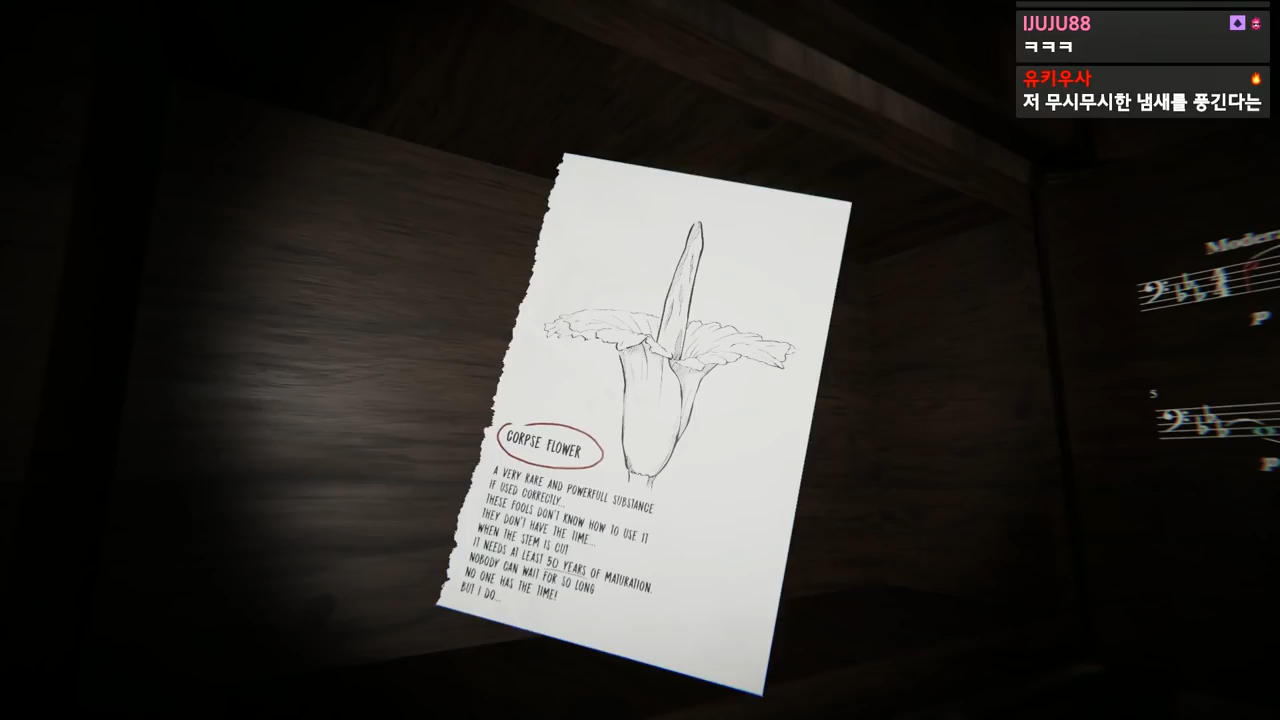 IJUJU88
ㅋㅋㅋ
유키우사
저 무시무시한 냄새를 풍긴다는
Modera
P
5
P
CORPSE FLOWER
A VERY RARE AND POWERFULL SUBSTANCE
IF USED CORRECTLY...
THESE FOOLS DON'T KNOW HOW TO USE IT
THEY DON'T HAVE THE TIME...
WHEN THE STEM IS CUT
IT NEEDS AT LEAST 50 YEARS OF MATURATION.
NOBODY CAN WAIT FOR SO LONG
NO ONE HAS THE TIME!
BUT I DO...